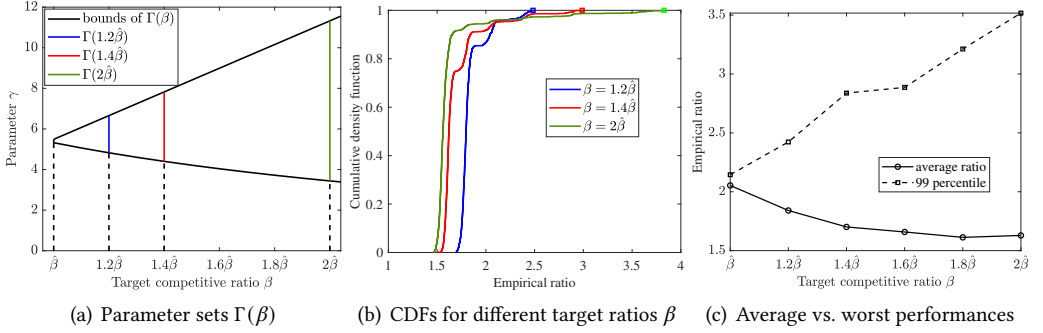 12
10
8
6
4
2
0
Parameter γ
bounds of Γ(β)
Γ(1.2β̂)
Γ(1.4β̂)
Γ(2β̂)
β̂ 1.2β̂ 1.4β̂ 1.6β̂ 1.8β̂ 2β̂
Target competitive ratio β
(a) Parameter sets Γ(β)
1
0.8
0.6
0.4
0.2
0
Cumulative density function
β = 1.2β̂
β = 1.4β̂
β = 2β̂
1 1.5 2 2.5 3 3.5 4
Empirical ratio
(b) CDFs for different target ratios β
3.5
3
2.5
2
1.5
Empirical ratio
average ratio
99 percentile
β̂ 1.2β̂ 1.4β̂ 1.6β̂ 1.8β̂ 2β̂
Target competitive ratio β
(c) Average vs. worst performances